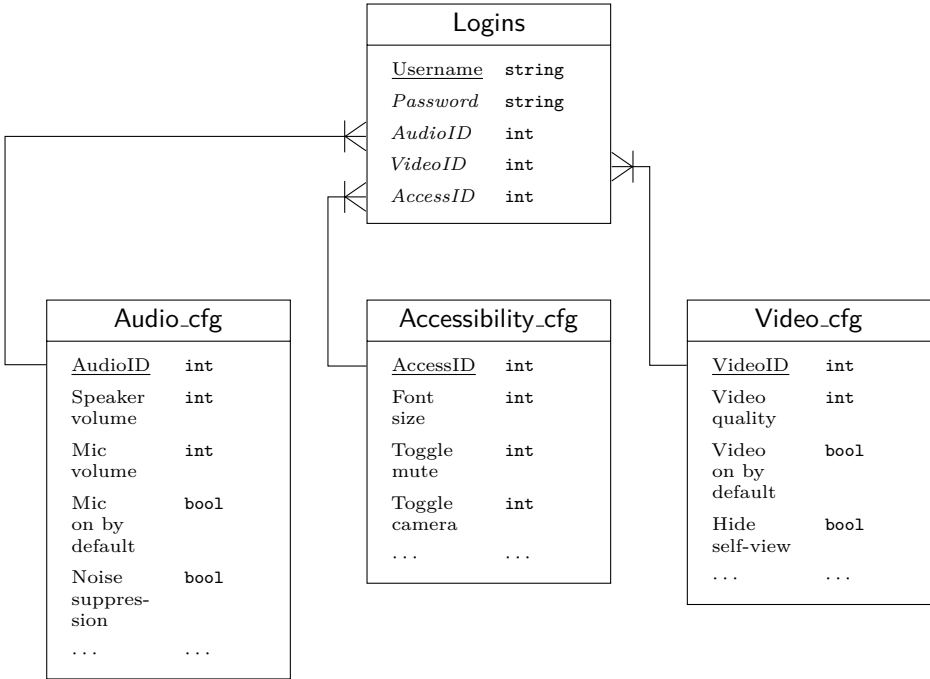 Logins
Username string
Password string
AudioID int
VideoID int
AccessID int
Audio_cfg
AudioID int
Speaker int
volume
Mic int
volume
Mic bool
on by
default
Noise bool
suppres-
sion
... ...
Accessibility_cfg
AccessID int
Font int
size
Toggle int
mute
Toggle int
camera
... ...
Video_cfg
VideoID int
Video int
quality
Video bool
on by
default
Hide bool
self-view
... ...